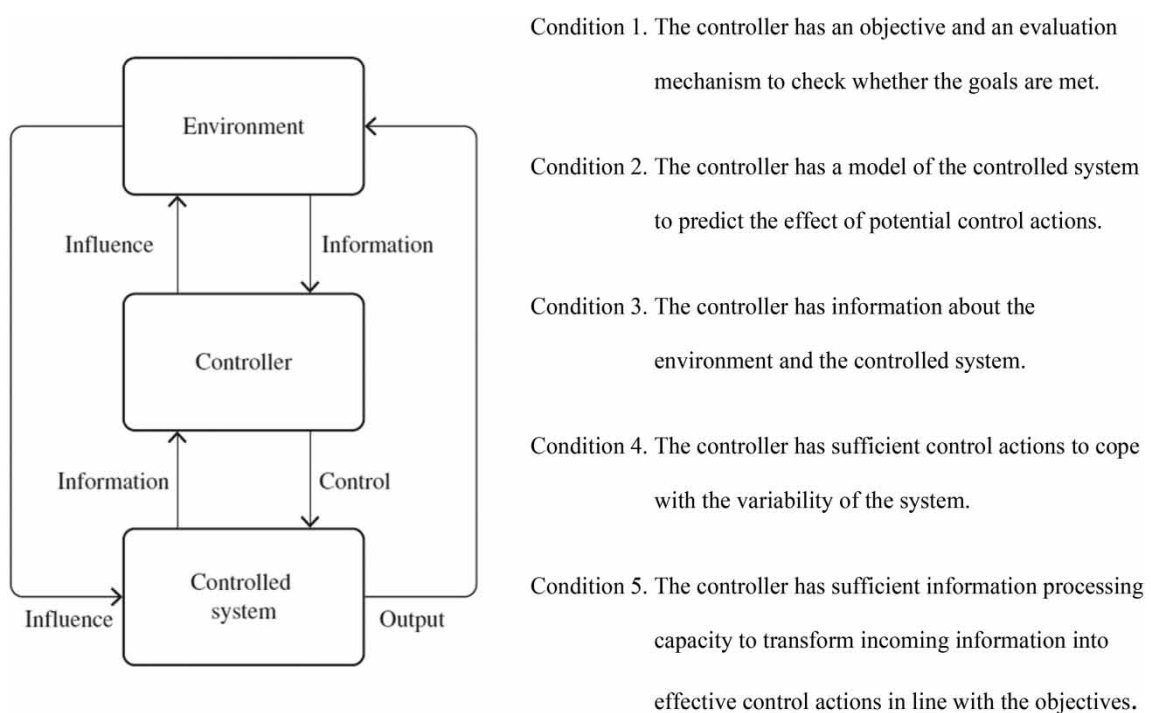 Environment
Influence
Information
Controller
Information
Control
Controlled
system
Influence
Output
Condition 1. The controller has an objective and an evaluation
mechanism to check whether the goals are met.
Condition 2. The controller has a model of the controlled system
to predict the effect of potential control actions.
Condition 3. The controller has information about the
environment and the controlled system.
Condition 4. The controller has sufficient control actions to cope
with the variability of the system.
Condition 5. The controller has sufficient information processing
capacity to transform incoming information into
effective control actions in line with the objectives.